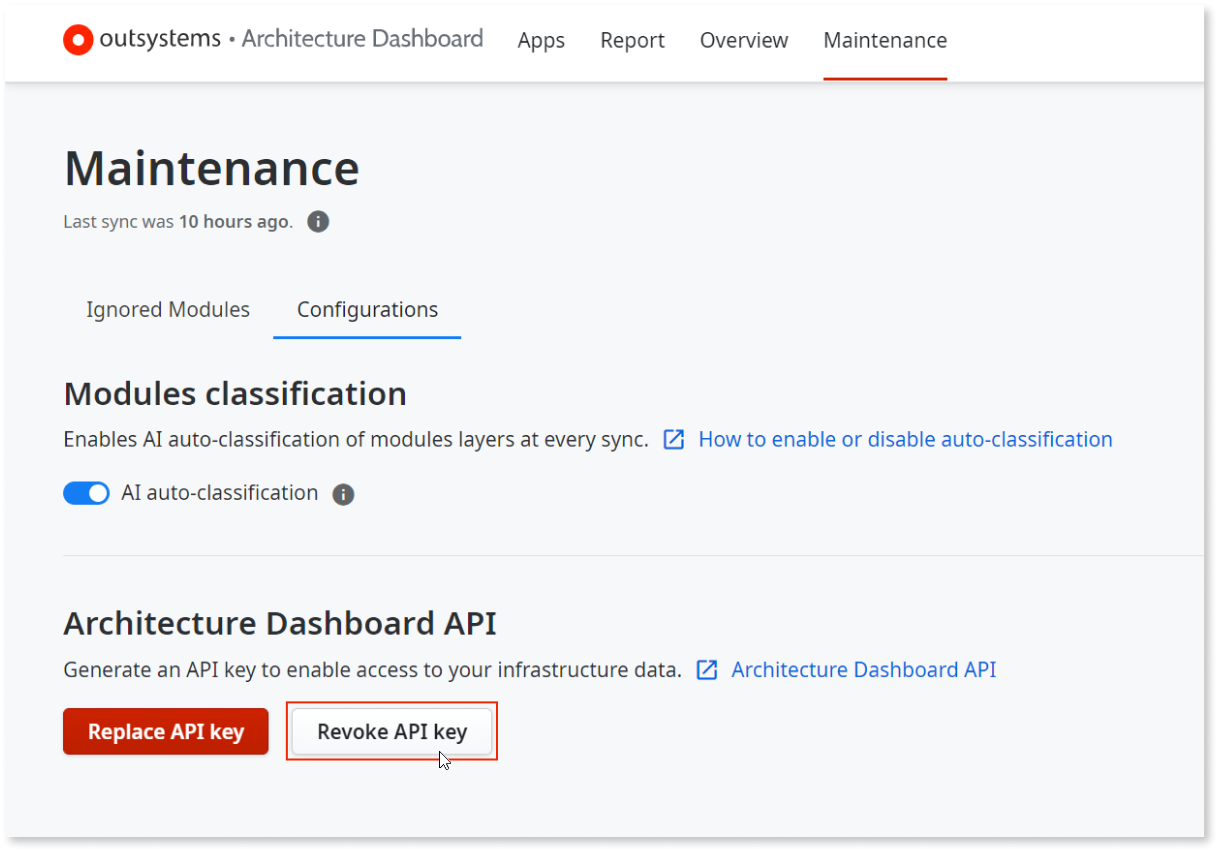 outsystems • Architecture Dashboard Apps Report Overview Maintenance
Maintenance
Last sync was 10 hours ago.
Ignored Modules Configurations
Modules classification
Enables AI auto-classification of modules layers at every sync. How to enable or disable auto-classification
AI auto-classification
Architecture Dashboard API
Generate an API key to enable access to your infrastructure data. Architecture Dashboard API
Replace API key Revoke API key